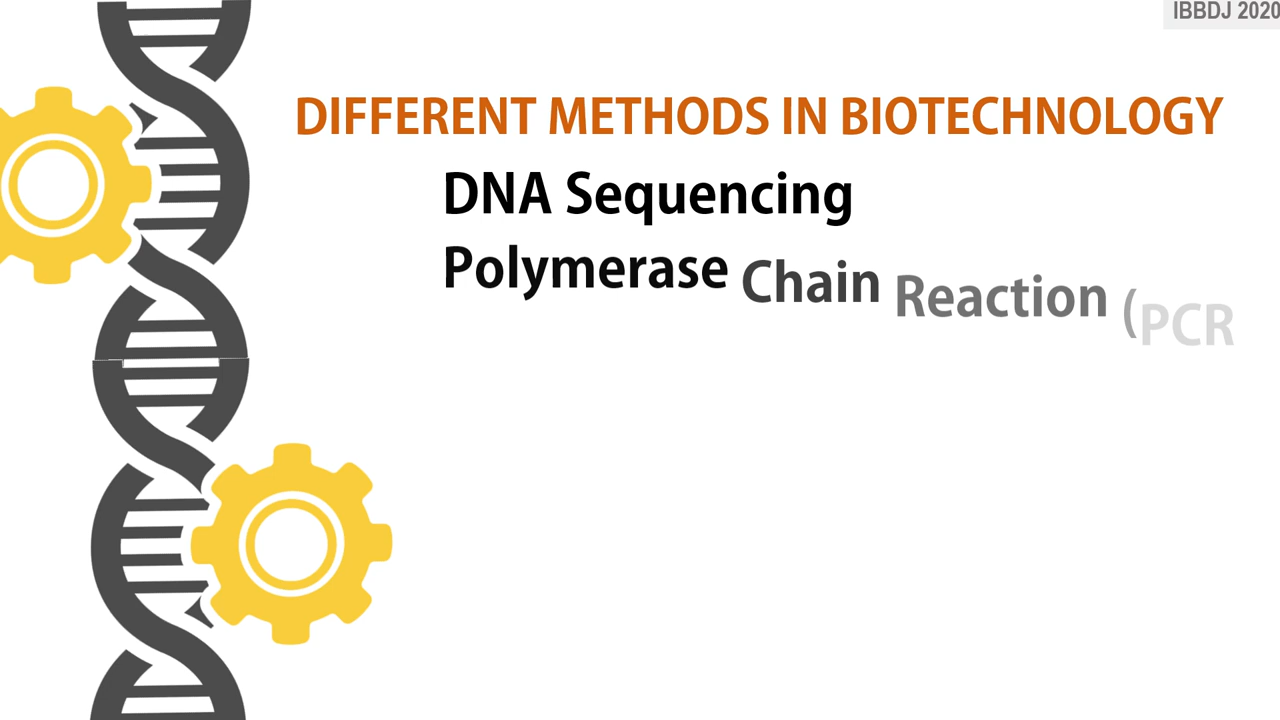 IBBDJ 2020
DIFFERENT METHODS IN BIOTECHNOLOGY
DNA Sequencing
Polymerase Chain Reaction (PCR